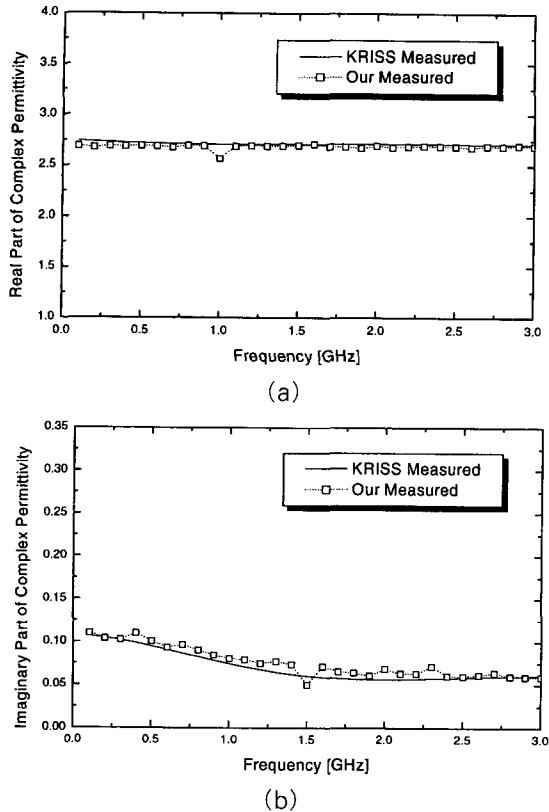 4.0
3.5
3.0
2.5
2.0
1.5
1.0
Real Part of Complex Permittivity
KRISS Measured
Our Measured
0.0 0.5 1.0 1.5 2.0 2.5 3.0
Frequency [GHz]
(a)
0.35
0.30
0.25
0.20
0.15
0.10
0.05
0.00
Imaginary Part of Complex Permittivity
KRISS Measured
Our Measured
0.0 0.5 1.0 1.5 2.0 2.5 3.0
Frequency [GHz]
(b)